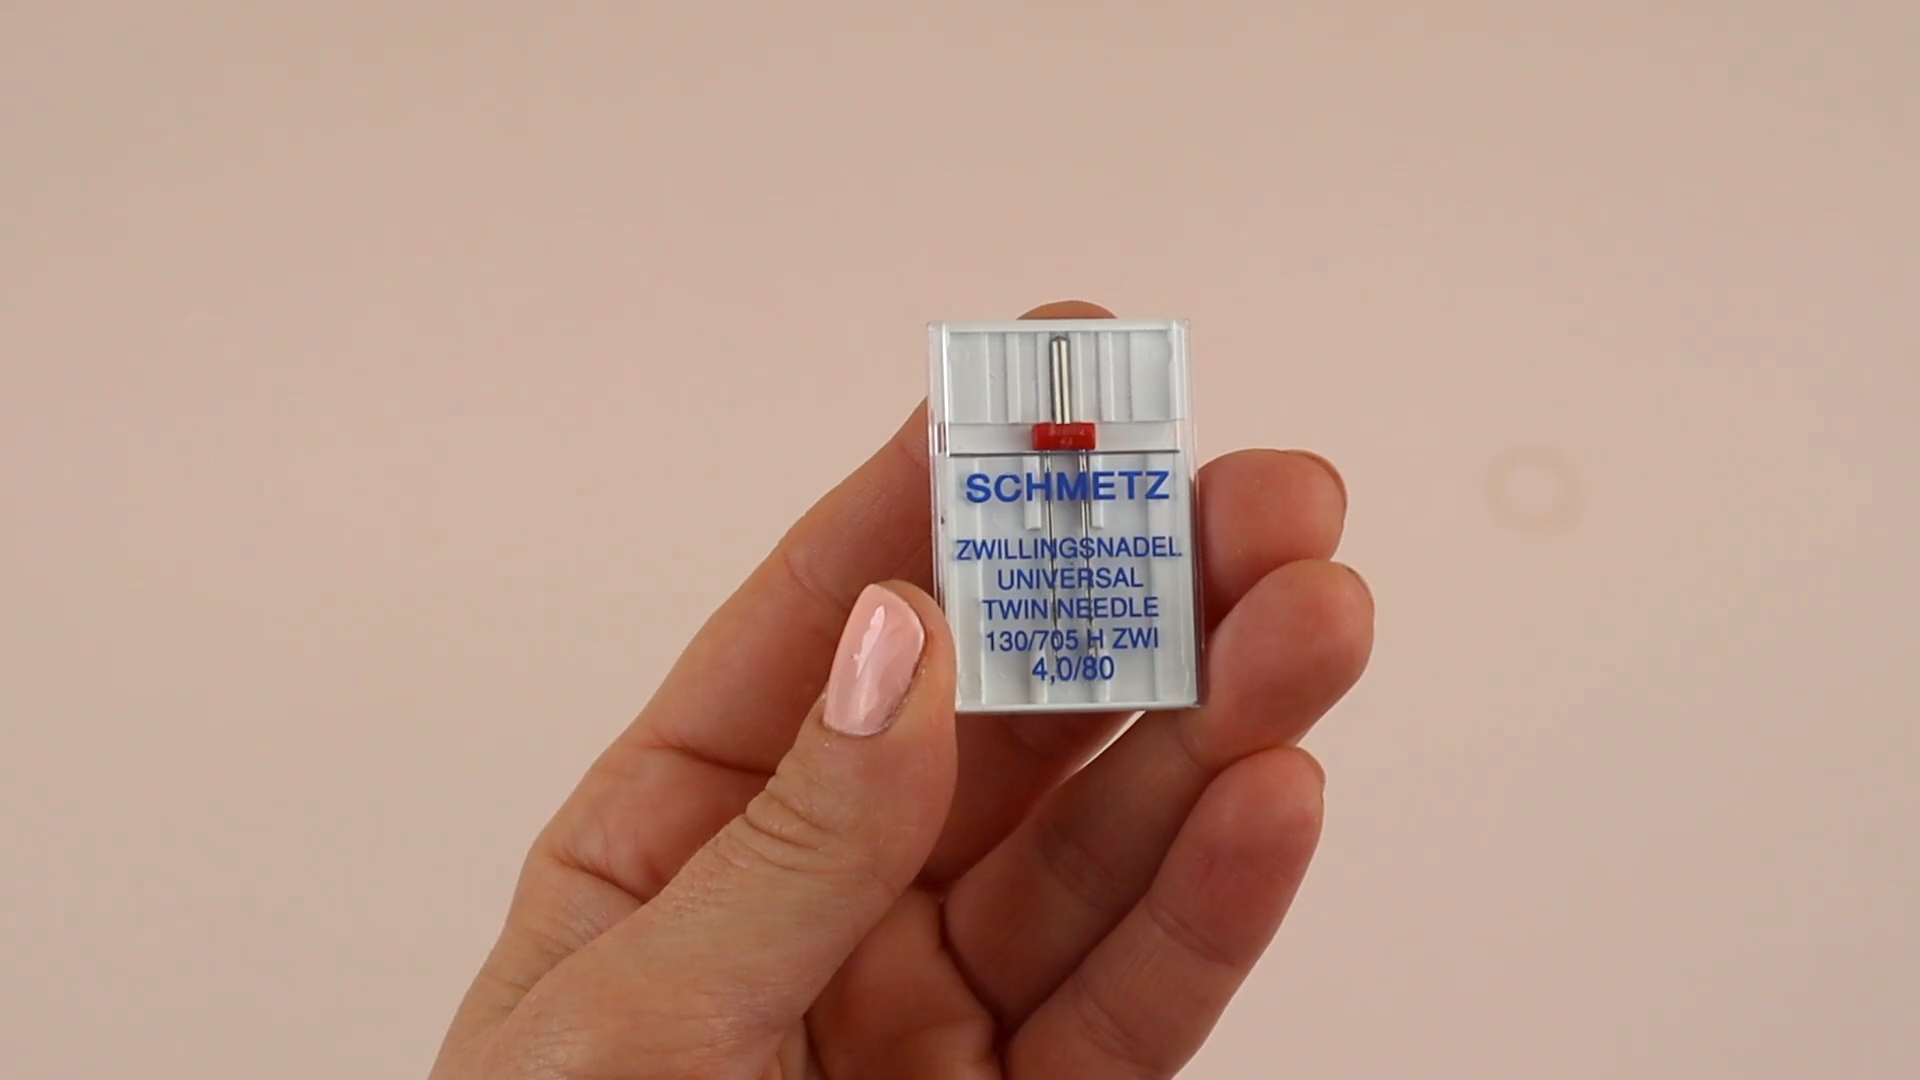 SCHMETZ
ZWILLINGSNADEL
UNIVERSAL
TWIN NEEDLE
130/705 H ZWI
4,0/80